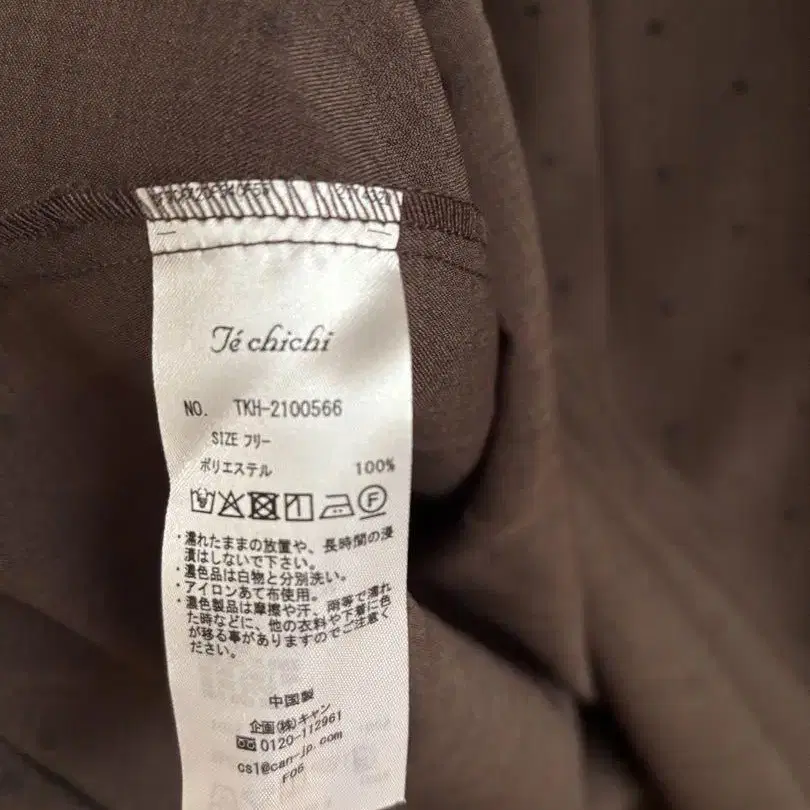 Té chichi
NO. TKH-2100566
SIZE フリー
ポリエステル 100%
F
・濡れたままの放置や、長時間の浸
漬はしないで下さい。
・濃色品は白物と分別洗い。
・アイロンあて布使用。
・濃色製品は摩擦や汗、雨等で濡れ
た時などに、他の衣料や下着に色
が移る事がありますのでご注意く
ださい。
中国製
企画(株)キャン
0120-112961
cs1@can-jp.com
F06